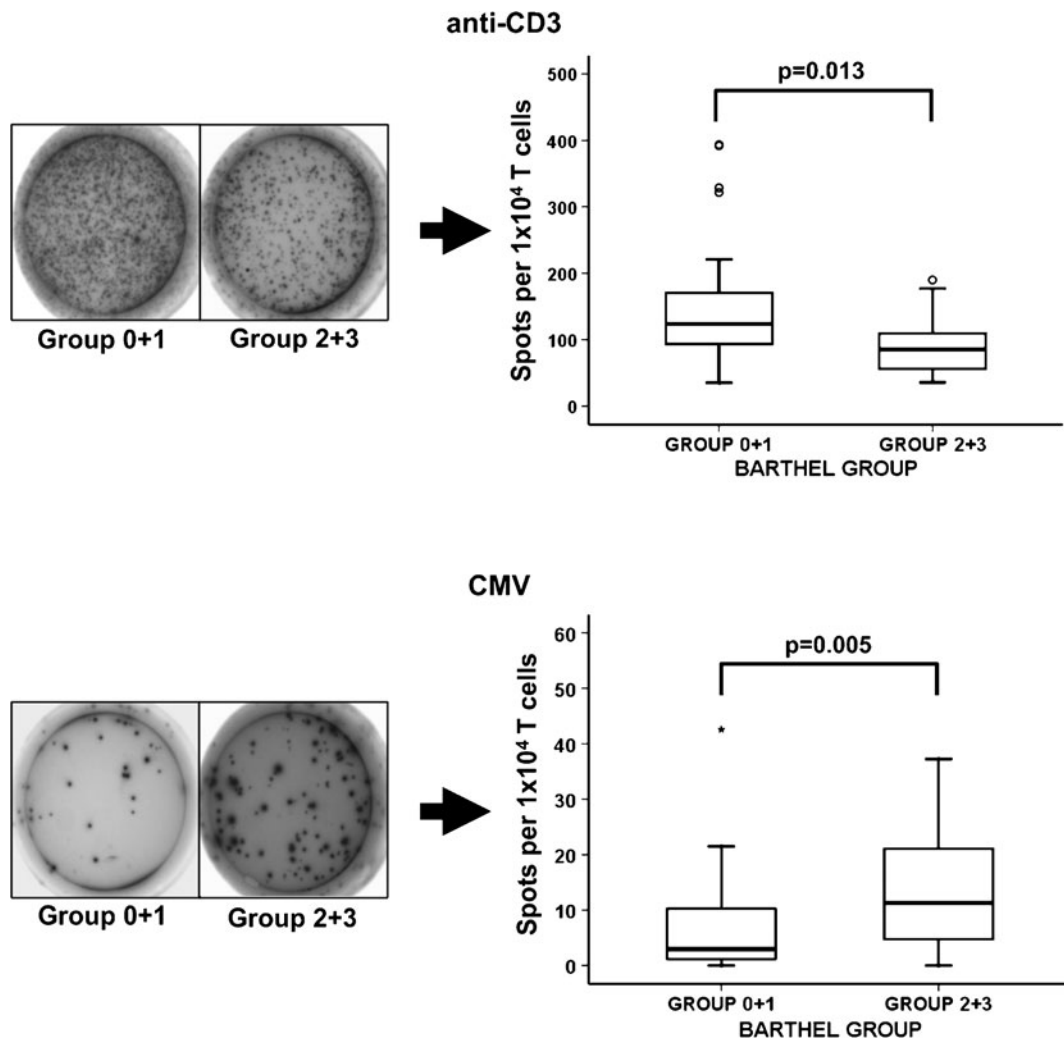 anti-CD3
Group 0+1
Group 2+3
Spots per 1x10⁴ T cells
500
400
300
200
100
0
p=0.013
GROUP 0+1
GROUP 2+3
BARTHEL GROUP
CMV
Group 0+1
Group 2+3
Spots per 1x10⁴ T cells
60
50
40
30
20
10
0
p=0.005
*
GROUP 0+1
GROUP 2+3
BARTHEL GROUP